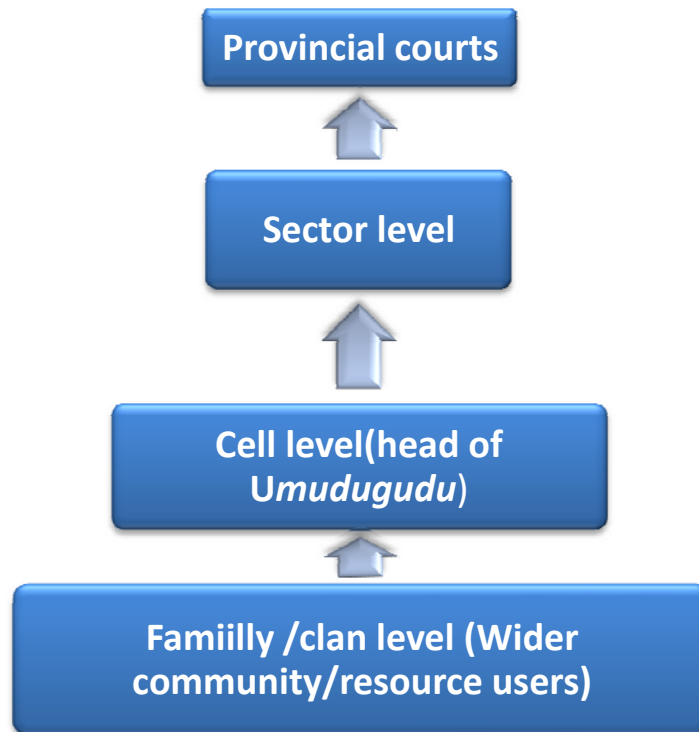 Provincial courts
Sector level
Cell level(head of
Umudugudu)
Famiilly /clan level (Wider
community/resource users)